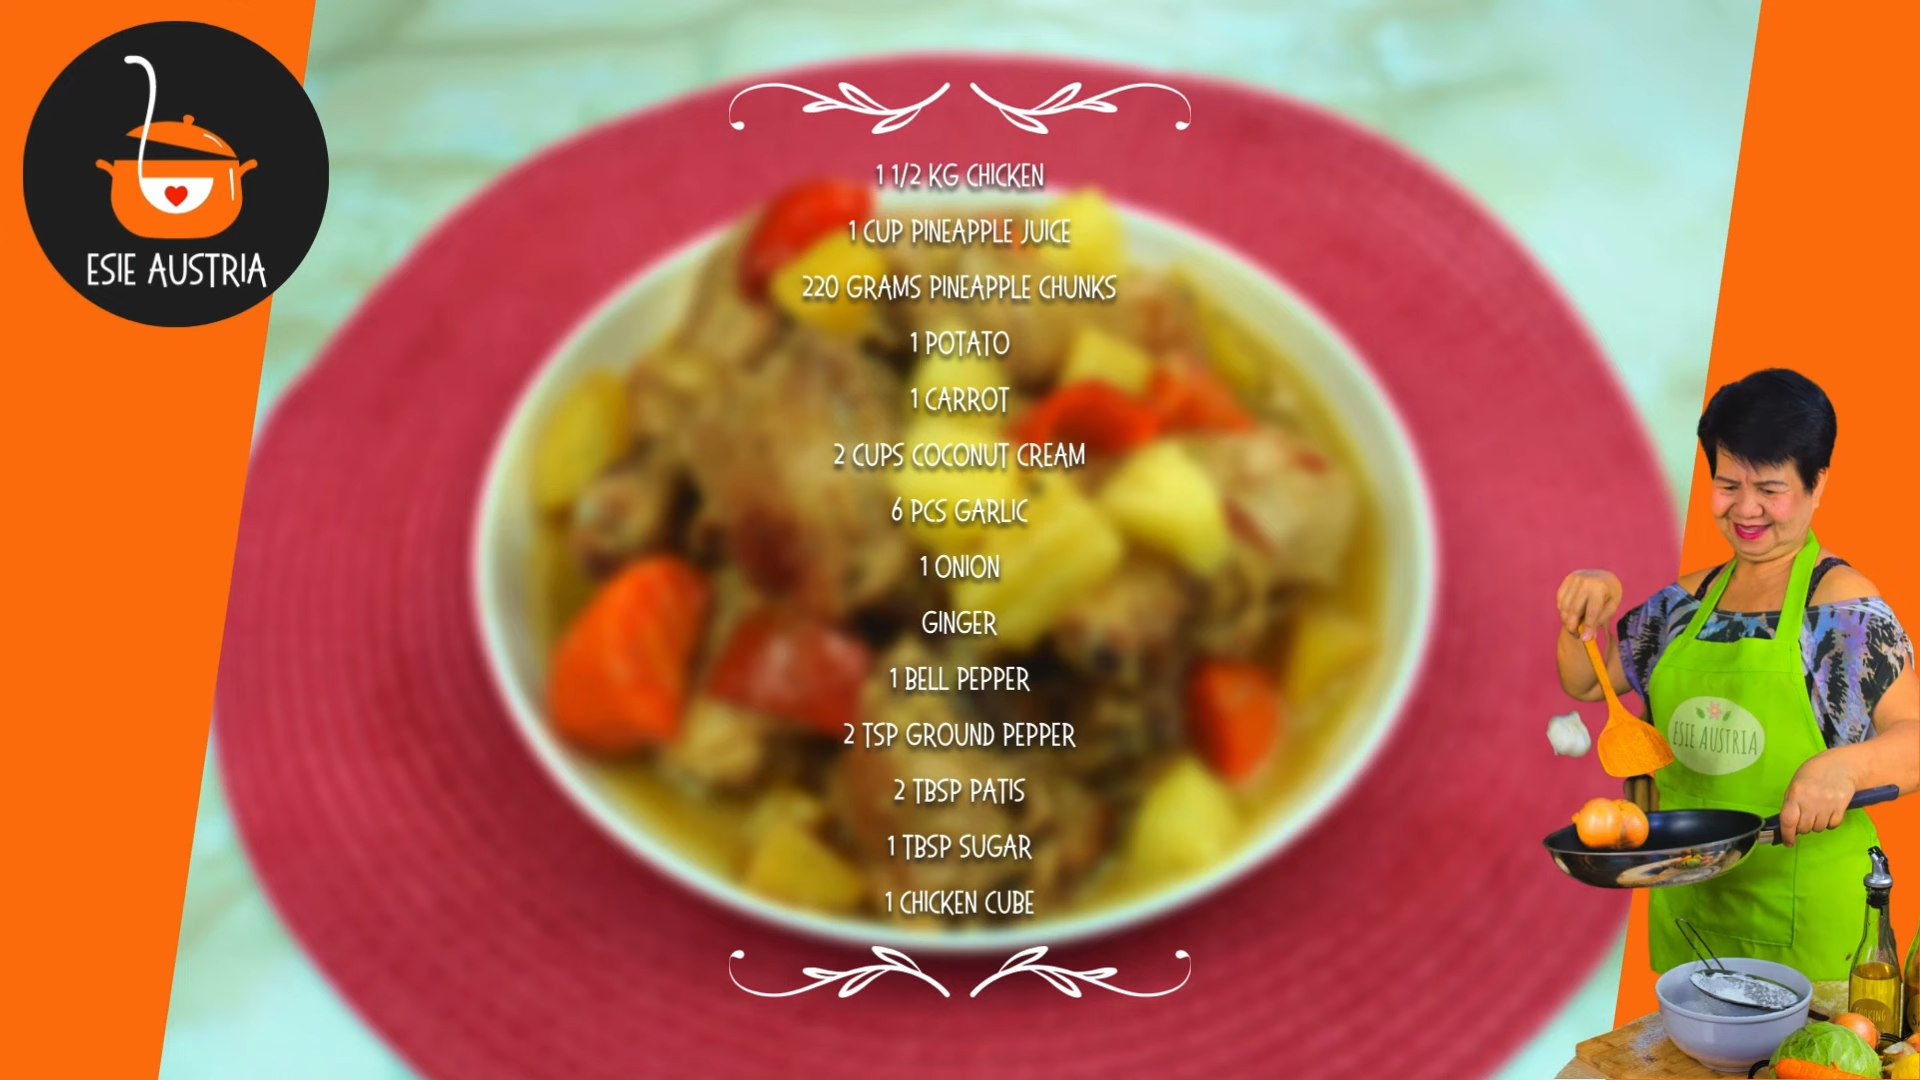 ESIE AUSTRIA
1 1/2 KG CHICKEN
1 CUP PINEAPPLE JUICE
220 GRAMS PINEAPPLE CHUNKS
1 POTATO
1 CARROT
2 CUPS COCONUT CREAM
6 PCS GARLIC
1 ONION
GINGER
1 BELL PEPPER
2 TSP GROUND PEPPER
2 TBSP PATIS
1 TBSP SUGAR
1 CHICKEN CUBE
ESIE AUSTRIA